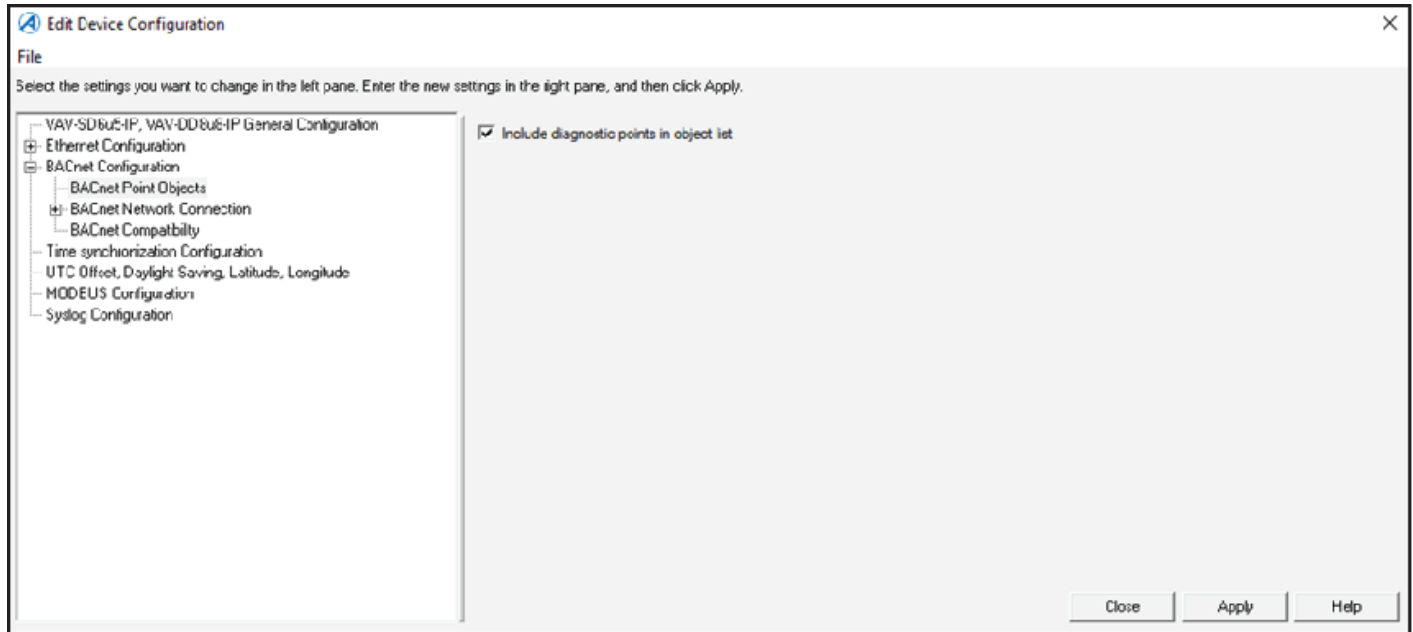 Edit Device Configuration
File
Select the settings you want to change in the left pane. Enter the new settings in the right pane, and then click Apply.
VAV-SD6u5-IP, VAV-DD8u6-IP General Configuration
Ethernet Configuration
BACnet Configuration
BACnet Point Objects
BACnet Network Connection
BACnet Compatibility
Time synchronization Configuration
UTC Offset, Daylight Saving, Latitude, Longitude
MODBUS Configuration
Syslog Configuration
Include diagnostic points in object list
Close
Apply
Help